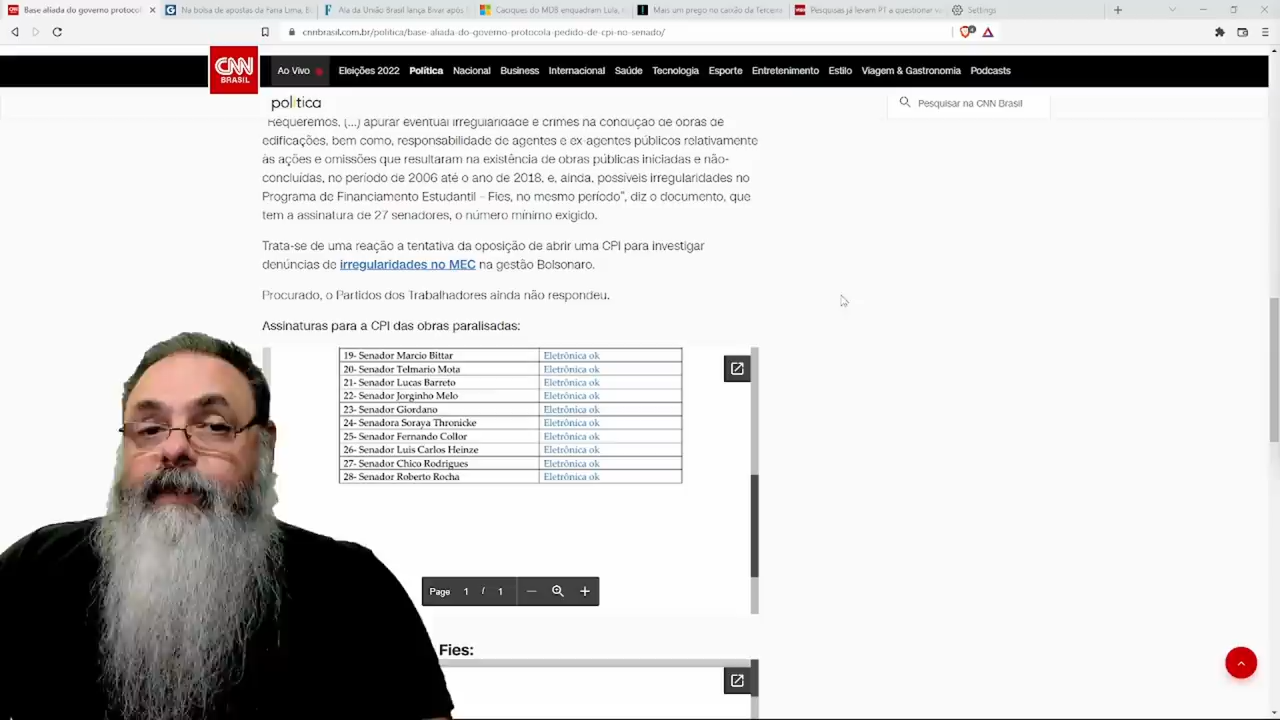 Base aliada do governo protocol
Na bolsa de apostas da Faria Lima, B
Ala da União Brasil lança Bivar após
Caciques do MDB enquadram Lula,
Mais um prego no caixão da Terceira
Pesquisas já levam PT a questionar
Settings
cnnbrasil.com.br/politica/base-aliada-do-governo-protocola-pedido-de-cpi-no-senado/
CNN
BRASIL
Ao Vivo
Eleições 2022
Política
Nacional
Business
Internacional
Saúde
Tecnologia
Esporte
Entretenimento
Estilo
Viagem & Gastronomia
Podcasts
política
Pesquisar na CNN Brasil
"Requeremos, (...) apurar eventual irregularidade e crimes na condução de obras de
edificações, bem como, responsabilidade de agentes e ex-agentes públicos relativamente
às ações e omissões que resultaram na existência de obras públicas iniciadas e não-
concluídas, no período de 2006 até o ano de 2018, e, ainda, possíveis irregularidades no
Programa de Financiamento Estudantil – Fies, no mesmo período", diz o documento, que
tem a assinatura de 27 senadores, o número mínimo exigido.
Trata-se de uma reação a tentativa da oposição de abrir uma CPI para investigar
denúncias de irregularidades no MEC na gestão Bolsonaro.
Procurado, o Partidos dos Trabalhadores ainda não respondeu.
Assinaturas para a CPI das obras paralisadas:
19- Senador Marcio Bittar Eletrônica ok
20- Senador Telmario Mota Eletrônica ok
21- Senador Lucas Barreto Eletrônica ok
22- Senador Jorginho Melo Eletrônica ok
23- Senador Giordano Eletrônica ok
24- Senadora Soraya Thronicke Eletrônica ok
25- Senador Fernando Collor Eletrônica ok
26- Senador Luis Carlos Heinze Eletrônica ok
27- Senador Chico Rodrigues Eletrônica ok
28- Senador Roberto Rocha Eletrônica ok
Page 1 / 1
Fies: